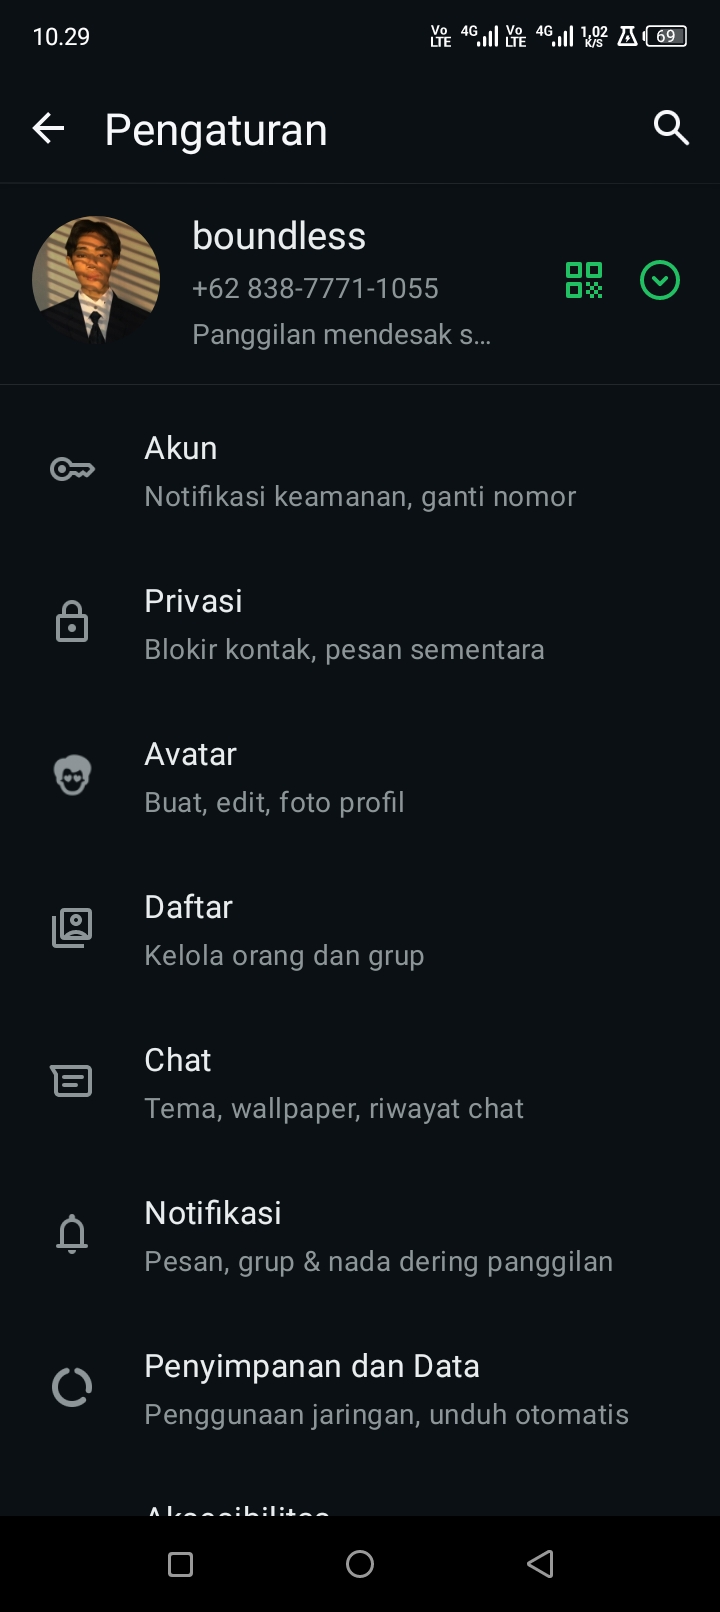 10.29
Vo LTE 4G Vo LTE 4G 1,02 K/S 69
Pengaturan
boundless
+62 838-7771-1055
Panggilan mendesak s...
Akun
Notifikasi keamanan, ganti nomor
Privasi
Blokir kontak, pesan sementara
Avatar
Buat, edit, foto profil
Daftar
Kelola orang dan grup
Chat
Tema, wallpaper, riwayat chat
Notifikasi
Pesan, grup & nada dering panggilan
Penyimpanan dan Data
Penggunaan jaringan, unduh otomatis
Aksesibilitas